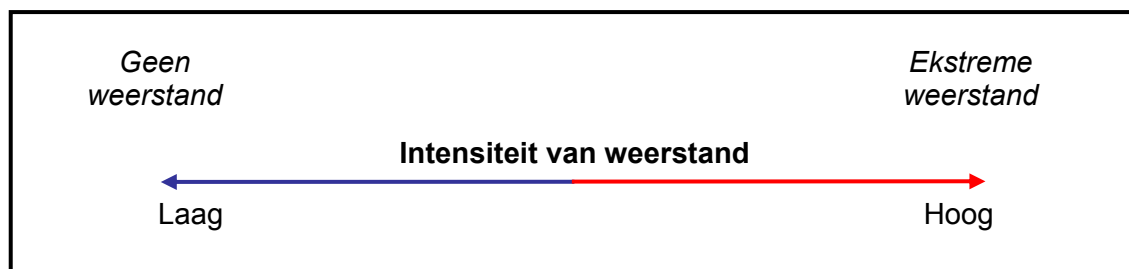 Geen
weerstand
Ekstreme
weerstand
Intensiteit van weerstand
Laag
Hoog